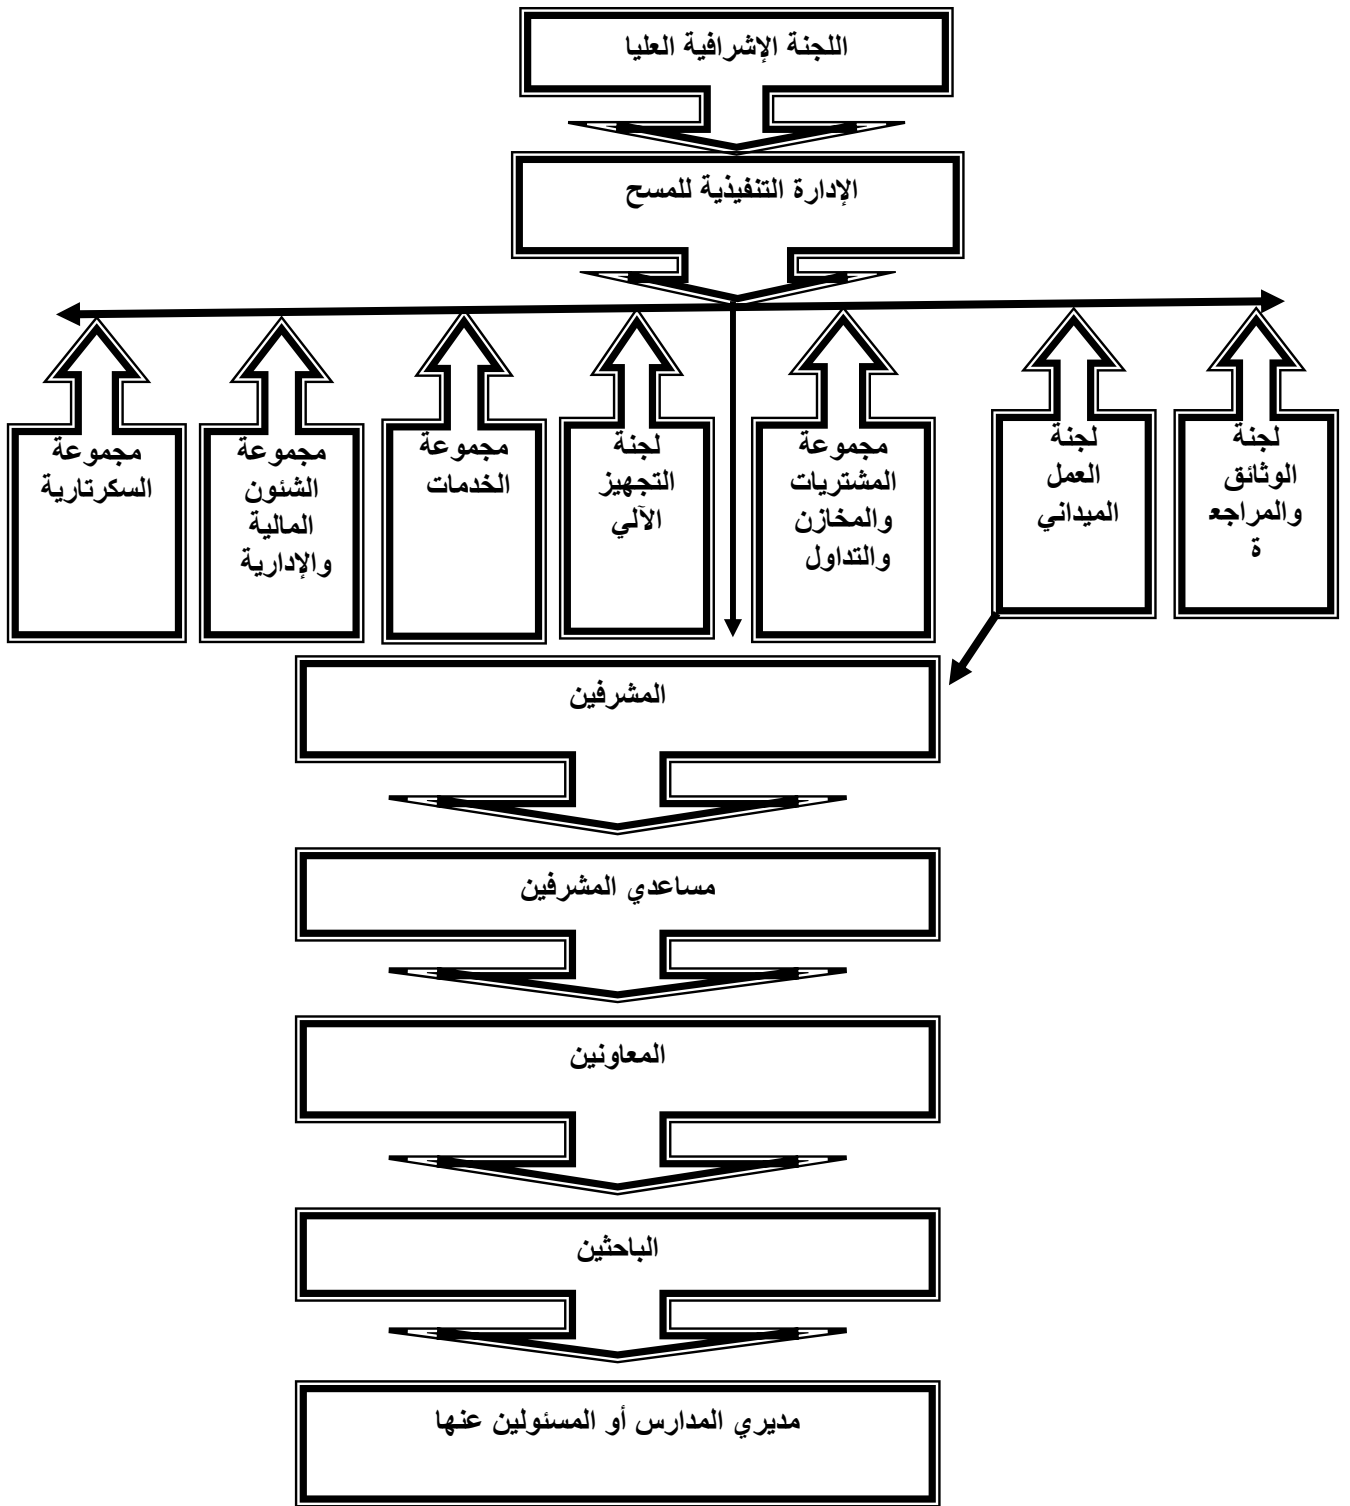 اللجنة الإشرافية العليا
الإدارة التنفيذية للمسح
لجنة
الوثائق
والمراجع
ة
لجنة
العمل
الميداني
مجموعة
المشتريات
والمخازن
والتداول
لجنة
التجهيز
الآلي
مجموعة
الخدمات
مجموعة
الشئون
المالية
والإدارية
مجموعة
السكرتارية
المشرفين
مساعدي المشرفين
المعاونين
الباحثين
مديري المدارس أو المسئولين عنها